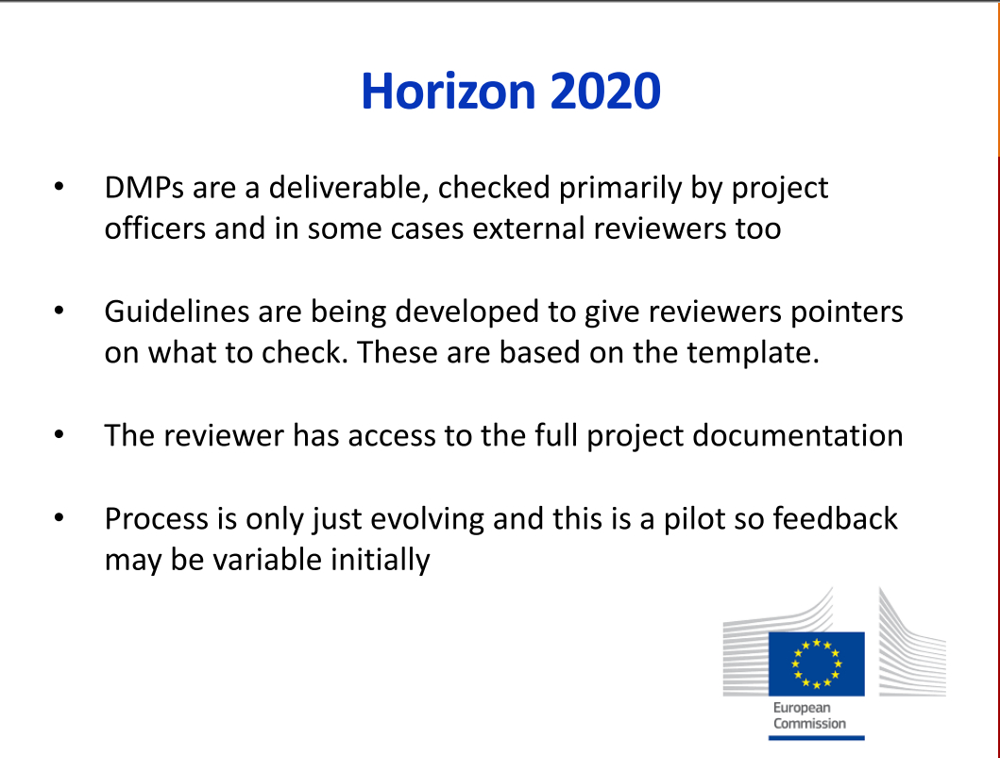 Horizon 2020
• DMPs are a deliverable, checked primarily by project
officers and in some cases external reviewers too
• Guidelines are being developed to give reviewers pointers
on what to check. These are based on the template.
• The reviewer has access to the full project documentation
• Process is only just evolving and this is a pilot so feedback
may be variable initially
European
Commission